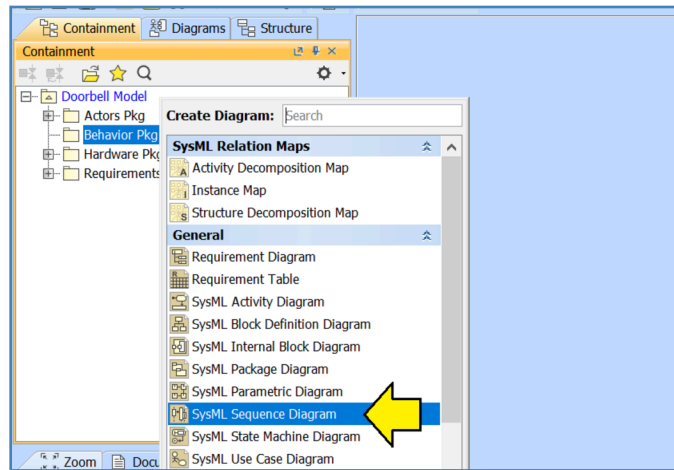 Containment Diagrams Structure
Containment
Doorbell Model
Actors Pkg
Behavior Pkg
Hardware Pkg
Requirements
Create Diagram: Search
SysML Relation Maps
Activity Decomposition Map
Instance Map
Structure Decomposition Map
General
Requirement Diagram
Requirement Table
SysML Activity Diagram
SysML Block Definition Diagram
SysML Internal Block Diagram
SysML Package Diagram
SysML Parametric Diagram
SysML Sequence Diagram
SysML State Machine Diagram
SysML Use Case Diagram
Zoom Docu